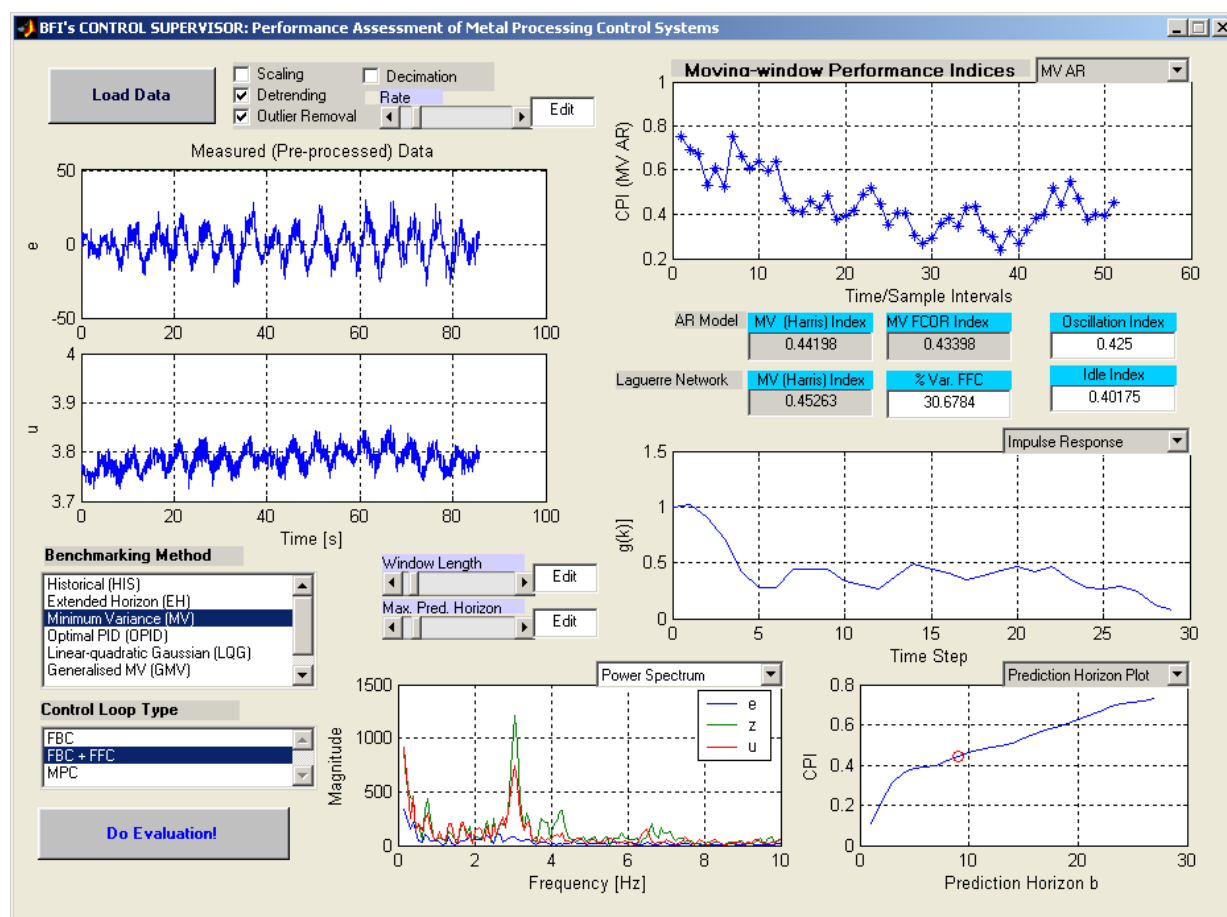 BFI's CONTROL SUPERVISOR: Performance Assessment of Metal Processing Control Systems
Load Data
Scaling
Decimation
Detrending
Rate
Outlier Removal
Edit
Measured (Pre-processed) Data
50
0
-50
e
0 20 40 60 80 100
4
3.9
3.8
3.7
u
0 20 40 60 80 100
Time [s]
Moving-window Performance Indices
MV AR
1
0.8
0.6
0.4
0.2
CPI (MV AR)
0 10 20 30 40 50 60
Time/Sample Intervals
AR Model
MV (Harris) Index
MV FCOR Index
Oscillation Index
0.44198
0.43398
0.425
Laguerre Network
MV (Harris) Index
% Var. FFC
Idle Index
0.45263
30.6784
0.40175
Impulse Response
1.5
1
0.5
0
g(k)]
0 5 10 15 20 25 30
Time Step
Benchmarking Method
Historical (HIS)
Extended Horizon (EH)
Minimum Variance (MV)
Optimal PID (OPID)
Linear-quadratic Gaussian (LQG)
Generalised MV (GMV)
Window Length
Edit
Max. Pred. Horizon
Edit
Control Loop Type
FBC
FBC + FFC
MPC
Do Evaluation!
Power Spectrum
1500
1000
500
0
Magnitude
e
z
u
0 2 4 6 8 10
Frequency [Hz]
Prediction Horizon Plot
0.8
0.6
0.4
0.2
0
CPI
0 10 20 30
Prediction Horizon b